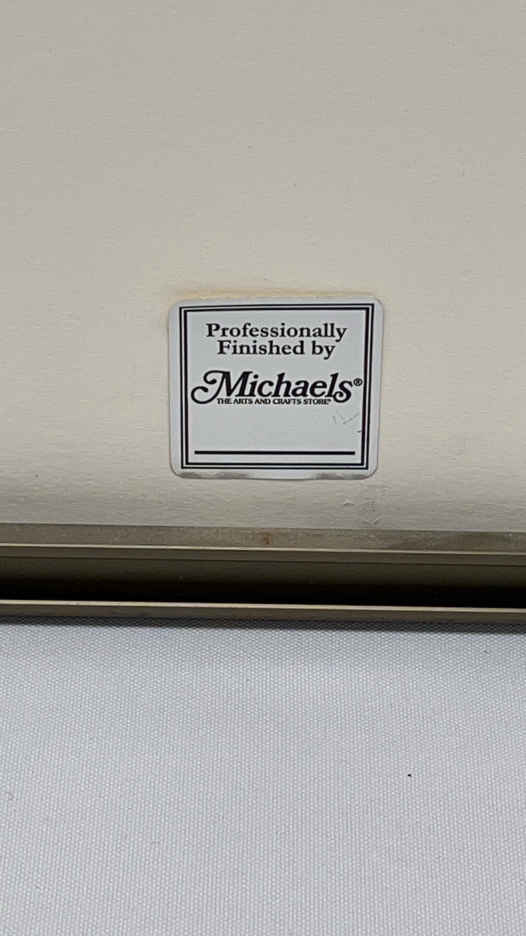 Professionally
Finished by
Michaels®
THE ARTS AND CRAFTS STORE®